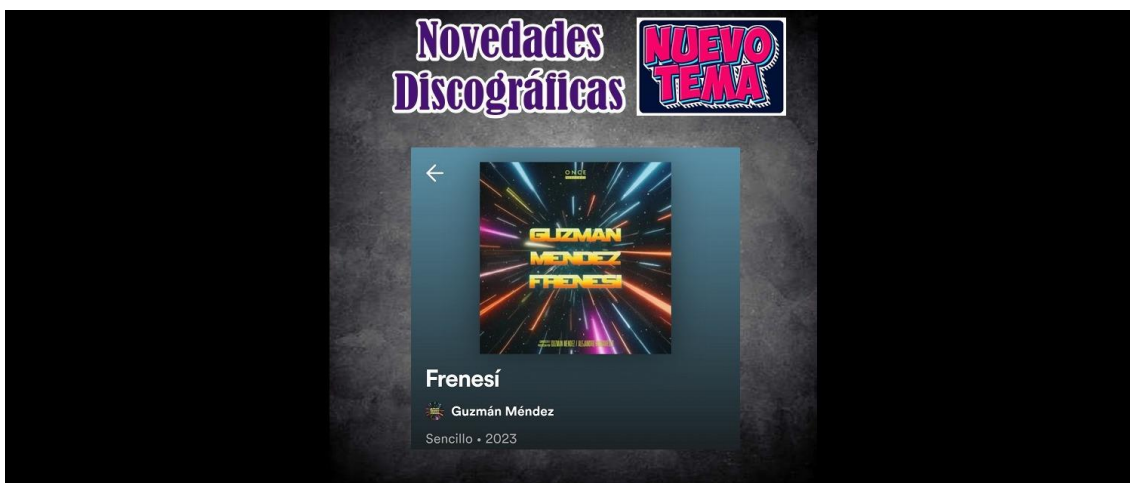 Novedades
Discográficas
NUEVO
TEMA
ONCE
GUZMAN
MENDEZ
FRENESI
Frenesí
Guzmán Méndez
Sencillo • 2023